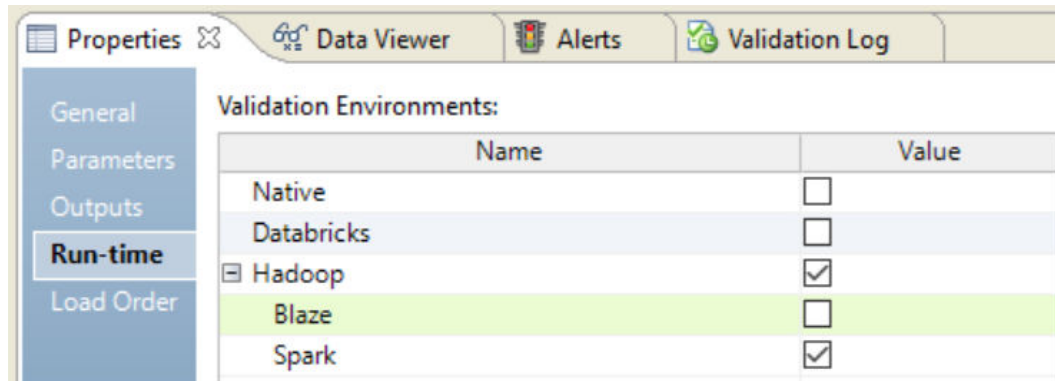 Properties Data Viewer Alerts Validation Log
General
Parameters
Outputs
Run-time
Load Order
Validation Environments:
Name Value
Native
Databricks
Hadoop
Blaze
Spark